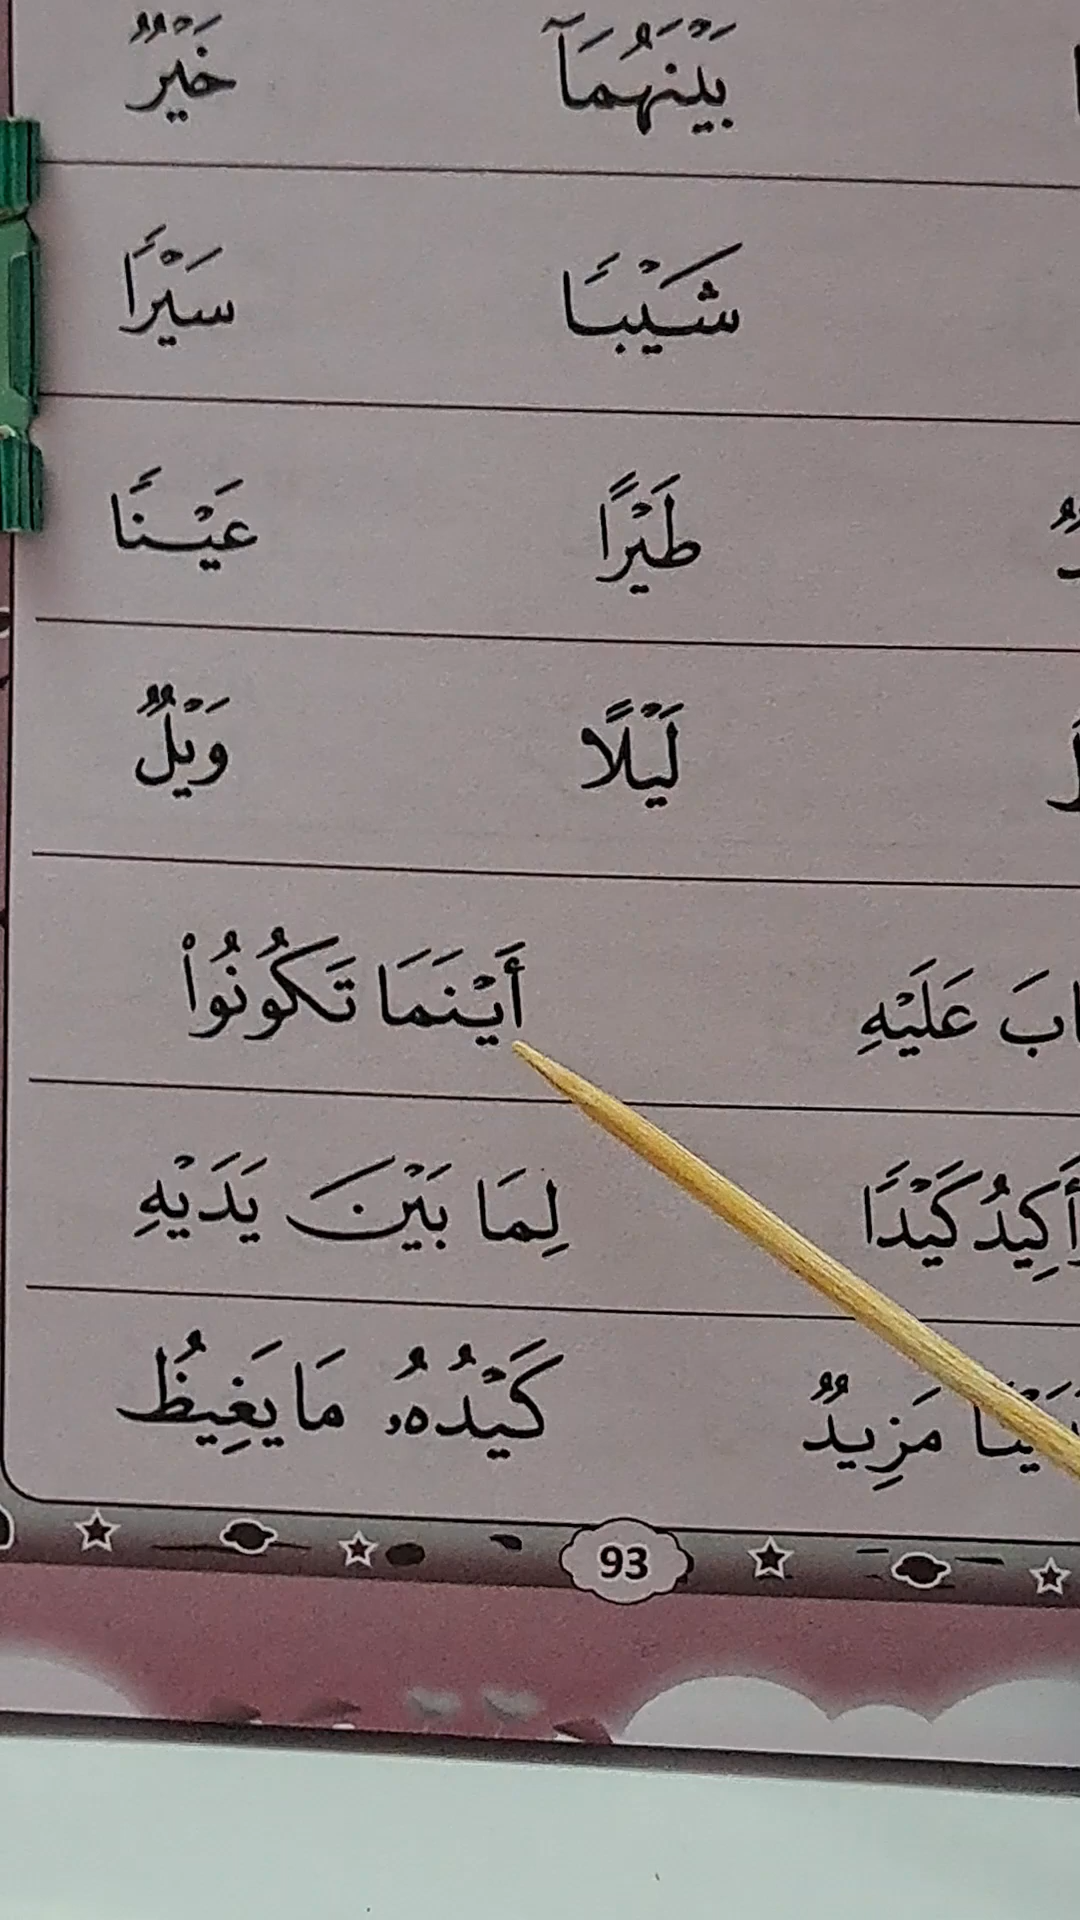 بَيْنَهُمَآ خَيْرٌ
شَيْبًا سَيْرًا
طَيْرًا عَيْنًا
لَيْلًا وَيْلٌ
عَلَيْهِ أَيْنَمَا تَكُونُوا۟
أَكِيدُ كَيْدًا لِمَا بَيْنَ يَدَيْهِ
مَزِيدٌ كَيْدُهُۥ مَا يَغِيظُ
93